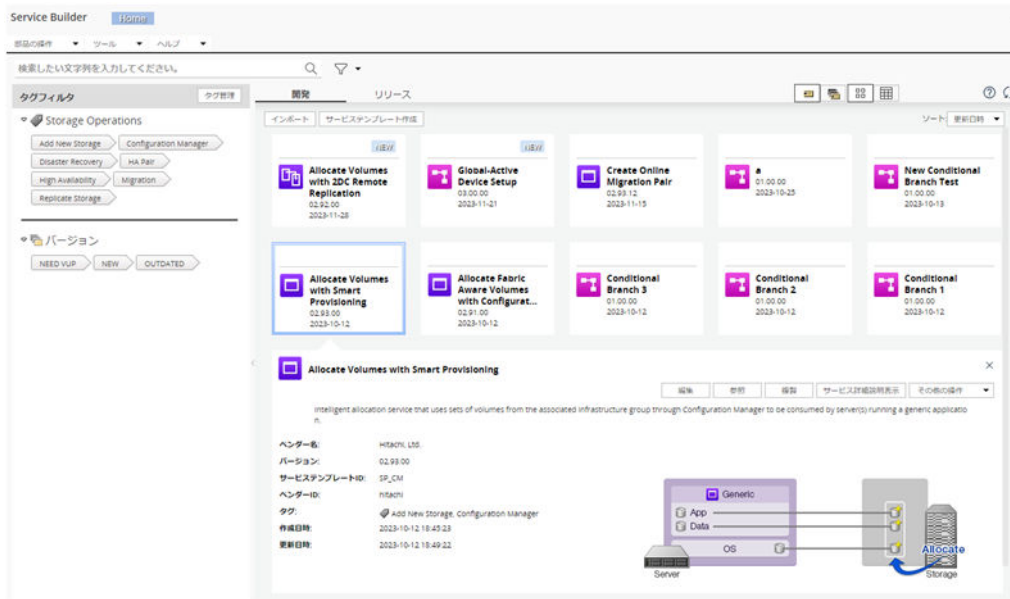 Service Builder Home
部品の操作 ツール ヘルプ
検索したい文字列を入力してください。
タグフィルタ タグ管理
開発 リリース
Storage Operations
インポート サービステンプレート作成
ソート: 更新日時
Add New Storage Configuration Manager
Disaster Recovery HA Pair
High Availability Migration
Replicate Storage
バージョン
NEED VUP NEW OUTDATED
NEW
Allocate Volumes
with 2DC Remote
Replication
02.92.00
2023-11-28
NEW
Global-Active
Device Setup
03.00.00
2023-11-21
Create Online
Migration Pair
02.93.12
2023-11-15
a
01.00.00
2023-10-25
New Conditional
Branch Test
01.00.00
2023-10-13
Allocate Volumes
with Smart
Provisioning
02.93.00
2023-10-12
Allocate Fabric
Aware Volumes
with Configurat...
02.91.00
2023-10-12
Conditional
Branch 3
01.00.00
2023-10-12
Conditional
Branch 2
01.00.00
2023-10-12
Conditional
Branch 1
01.00.00
2023-10-12
Allocate Volumes with Smart Provisioning
編集 参照 複製 サービス詳細説明表示 その他の操作
Intelligent allocation service that uses sets of volumes from the associated infrastructure group through Configuration Manager to be consumed by server(s) running a generic applicatio
n.
ベンダー名: Hitachi, Ltd.
バージョン: 02.93.00
サービステンプレートID: SP_CM
ベンダーID: hitachi
タグ: Add New Storage, Configuration Manager
作成日時: 2023-10-12 18:45:23
更新日時: 2023-10-12 18:49:22
Generic
App
Data
OS
Server
Allocate
Storage